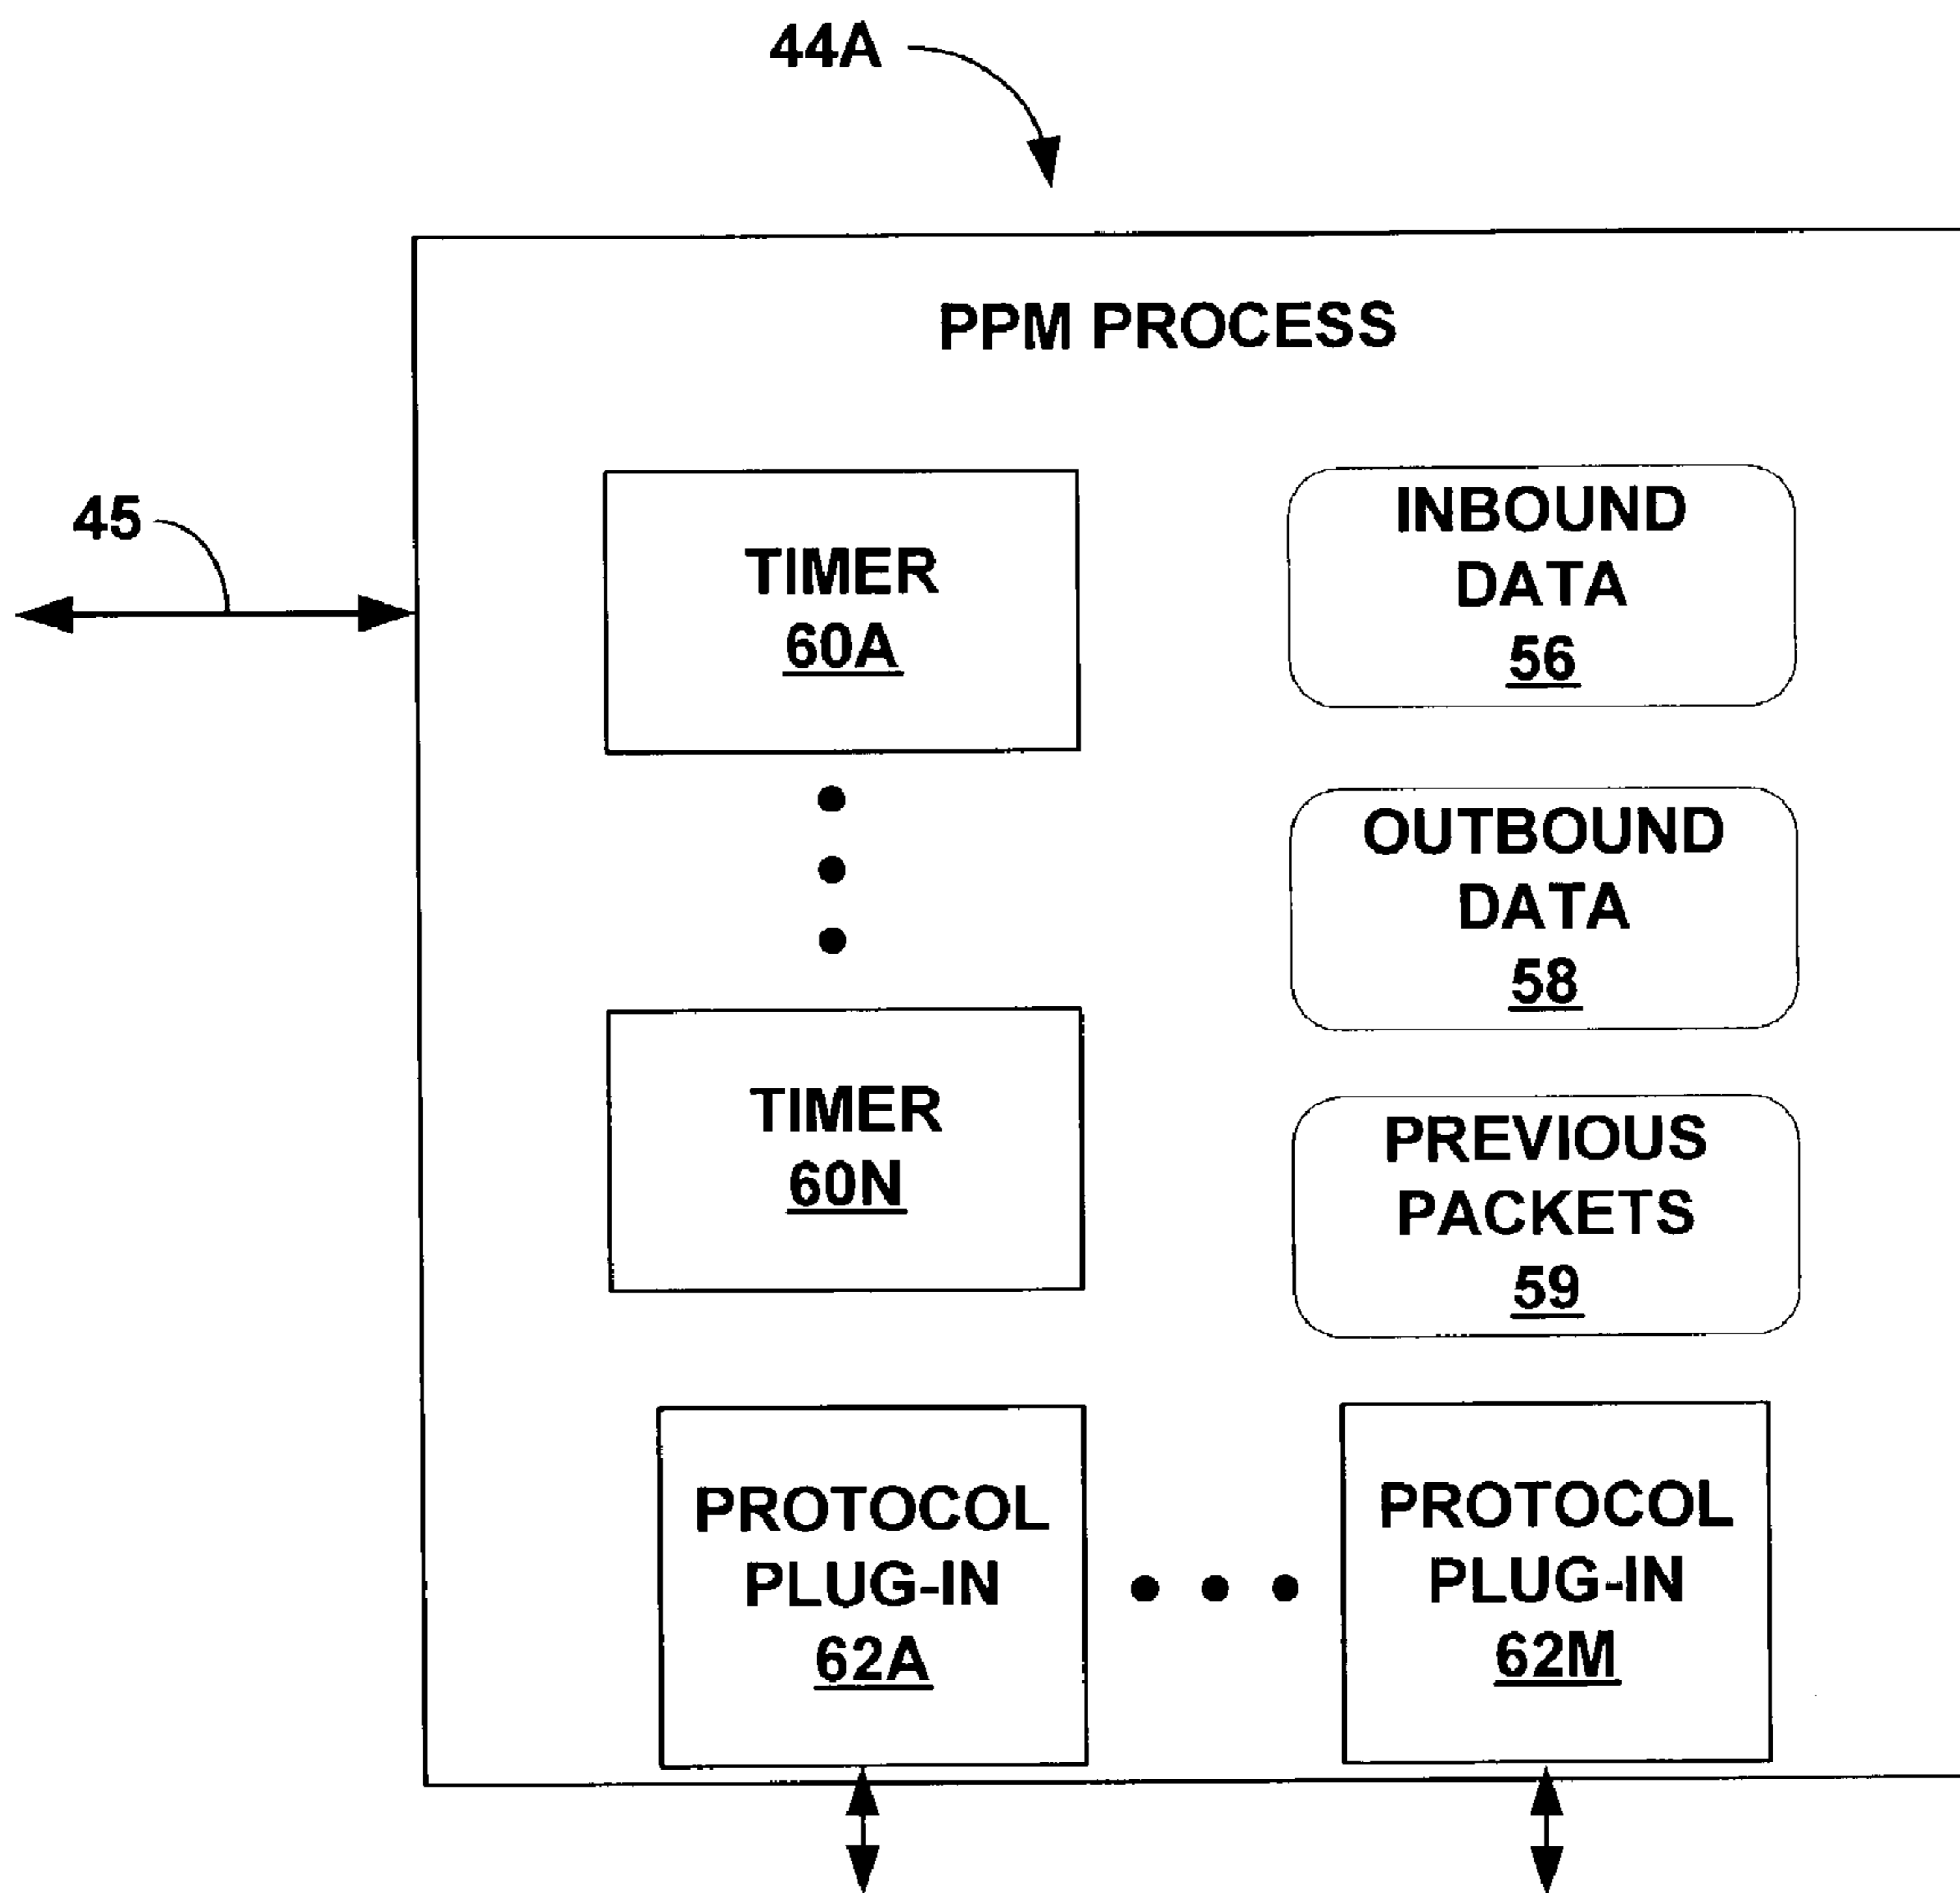 44A
PPM PROCESS
45
TIMER
60A
INBOUND
DATA
56
OUTBOUND
DATA
58
TIMER
60N
PREVIOUS
PACKETS
59
PROTOCOL
PLUG-IN
62A
PROTOCOL
PLUG-IN
62M